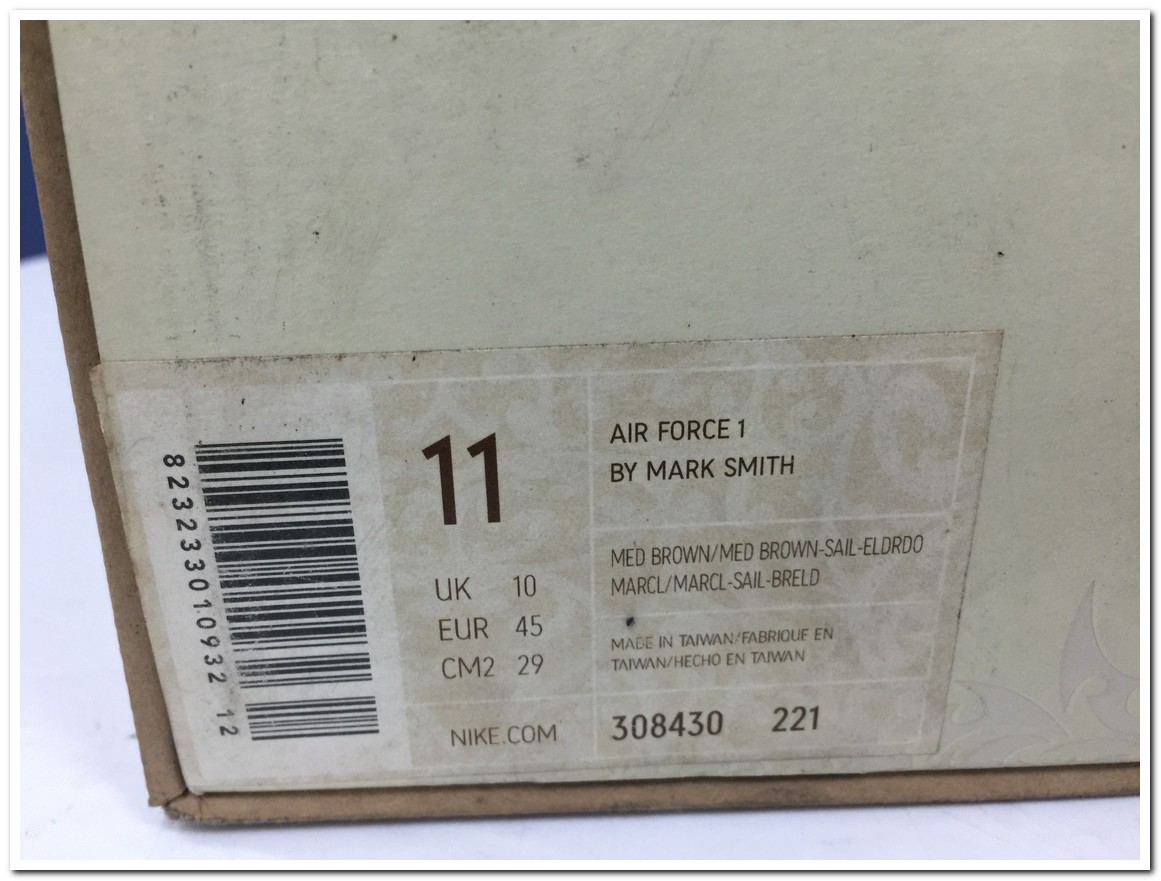 823233010932 12
11
UK 10
EUR 45
CM2 29
NIKE.COM
AIR FORCE 1
BY MARK SMITH
MED BROWN/MED BROWN-SAIL-ELDRDO
MARCL/MARCL-SAIL-BRELD
MADE IN TAIWAN/FABRIQUE EN
TAIWAN/HECHO EN TAIWAN
308430 221